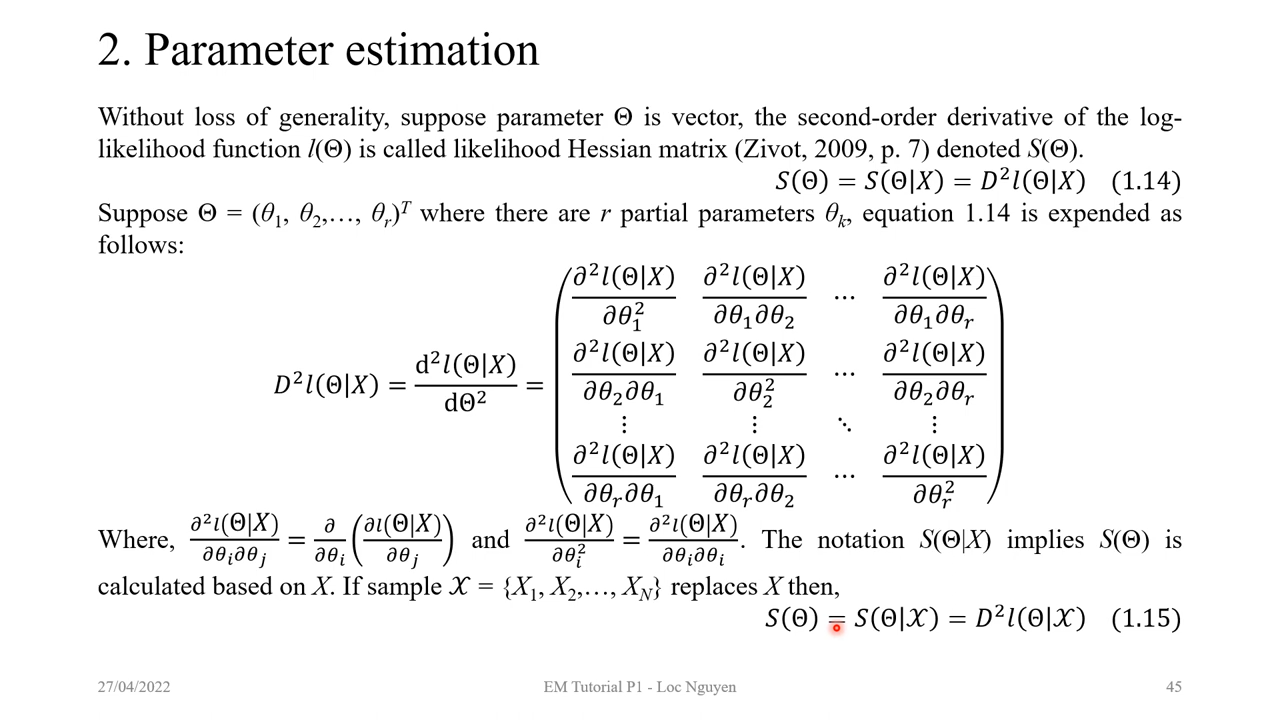 2. Parameter estimation
Without loss of generality, suppose parameter Θ is vector, the second-order derivative of the log-
likelihood function l(Θ) is called likelihood Hessian matrix (Zivot, 2009, p. 7) denoted S(Θ).
S(Θ) = S(Θ|X) = D²l(Θ|X) (1.14)
Suppose Θ = (θ₁, θ₂,…, θᵣ)ᵀ where there are r partial parameters θₖ, equation 1.14 is expended as
follows:
D²l(Θ|X) = d²l(Θ|X)/dΘ² =
∂²l(Θ|X)/∂θ₁² ∂²l(Θ|X)/∂θ₁∂θ₂ ⋯ ∂²l(Θ|X)/∂θ₁∂θᵣ
∂²l(Θ|X)/∂θ₂∂θ₁ ∂²l(Θ|X)/∂θ₂² ⋯ ∂²l(Θ|X)/∂θ₂∂θᵣ
⋮ ⋮ ⋱ ⋮
∂²l(Θ|X)/∂θᵣ∂θ₁ ∂²l(Θ|X)/∂θᵣ∂θ₂ ⋯ ∂²l(Θ|X)/∂θᵣ²
Where, ∂²l(Θ|X)/∂θᵢ∂θⱼ = ∂/∂θᵢ (∂l(Θ|X)/∂θⱼ) and ∂²l(Θ|X)/∂θᵢ² = ∂²l(Θ|X)/∂θᵢ∂θᵢ. The notation S(Θ|X) implies S(Θ) is
calculated based on X. If sample 𝒳 = {X₁, X₂,…, X_N} replaces X then,
S(Θ) = S(Θ|𝒳) = D²l(Θ|𝒳) (1.15)
27/04/2022 EM Tutorial P1 - Loc Nguyen 45